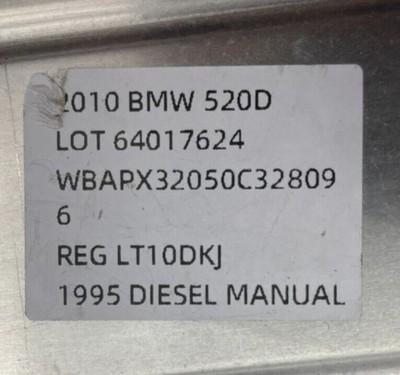 2010 BMW 520D
LOT 64017624
WBAPX32050C32809
6
REG LT10DKJ
1995 DIESEL MANUAL